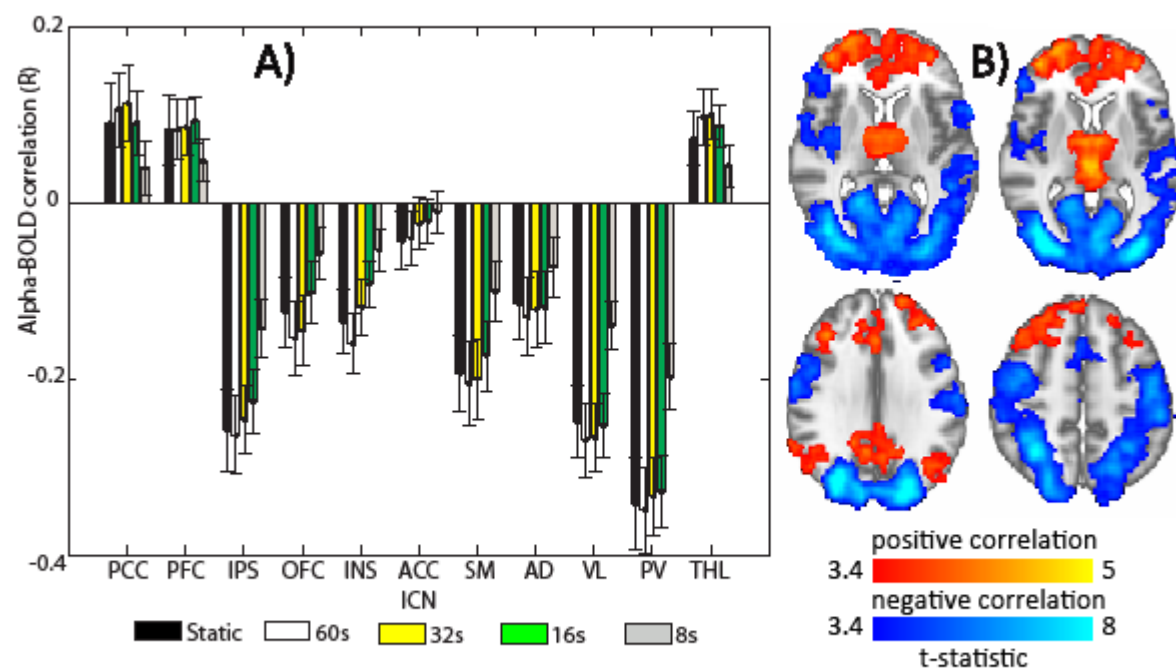 A)
B)
Alpha-BOLD correlation (R)
0.2
0
-0.2
-0.4
PCC PFC IPS OFC INS ACC SM AD VL PV THL
ICN
Static 60s 32s 16s 8s
positive correlation
3.4 5
negative correlation
3.4 8
t-statistic